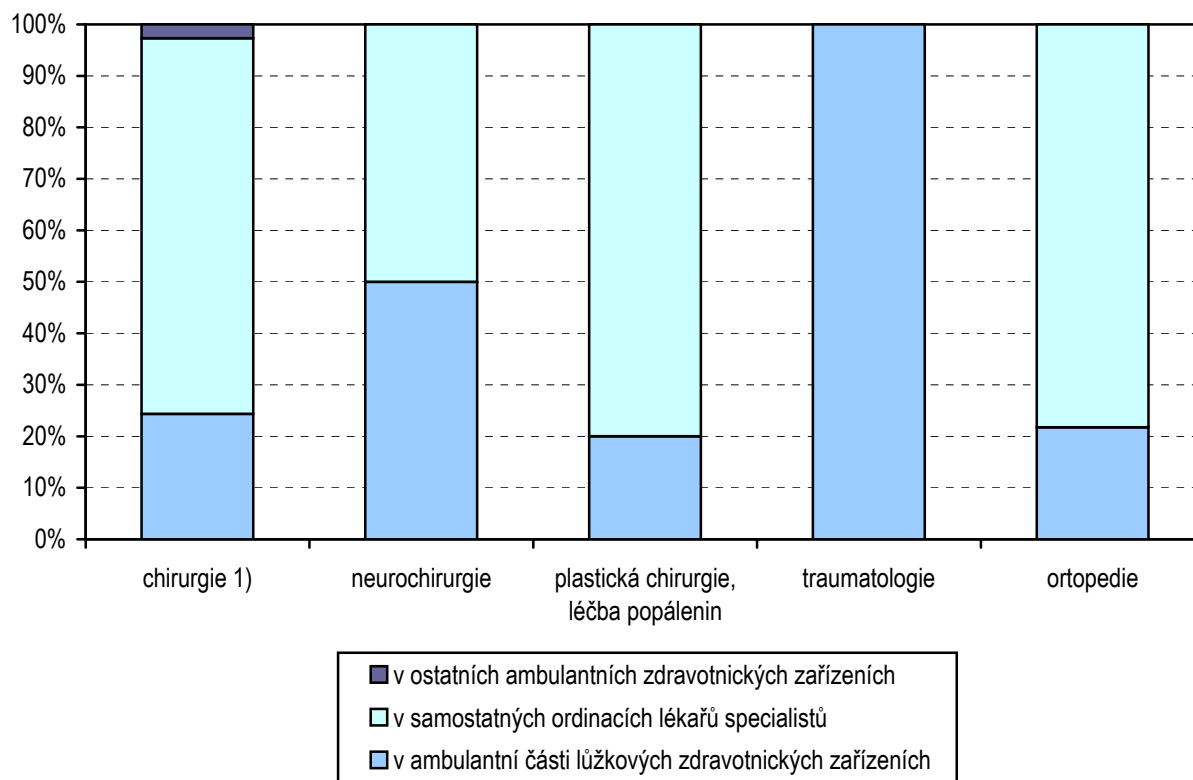 100%
90%
80%
70%
60%
50%
40%
30%
20%
10%
0%
chirurgie 1)
neurochirurgie
plastická chirurgie,
léčba popálenin
traumatologie
ortopedie
v ostatních ambulantních zdravotnických zařízeních
v samostatných ordinacích lékařů specialistů
v ambulantní části lůžkových zdravotnických zařízeních